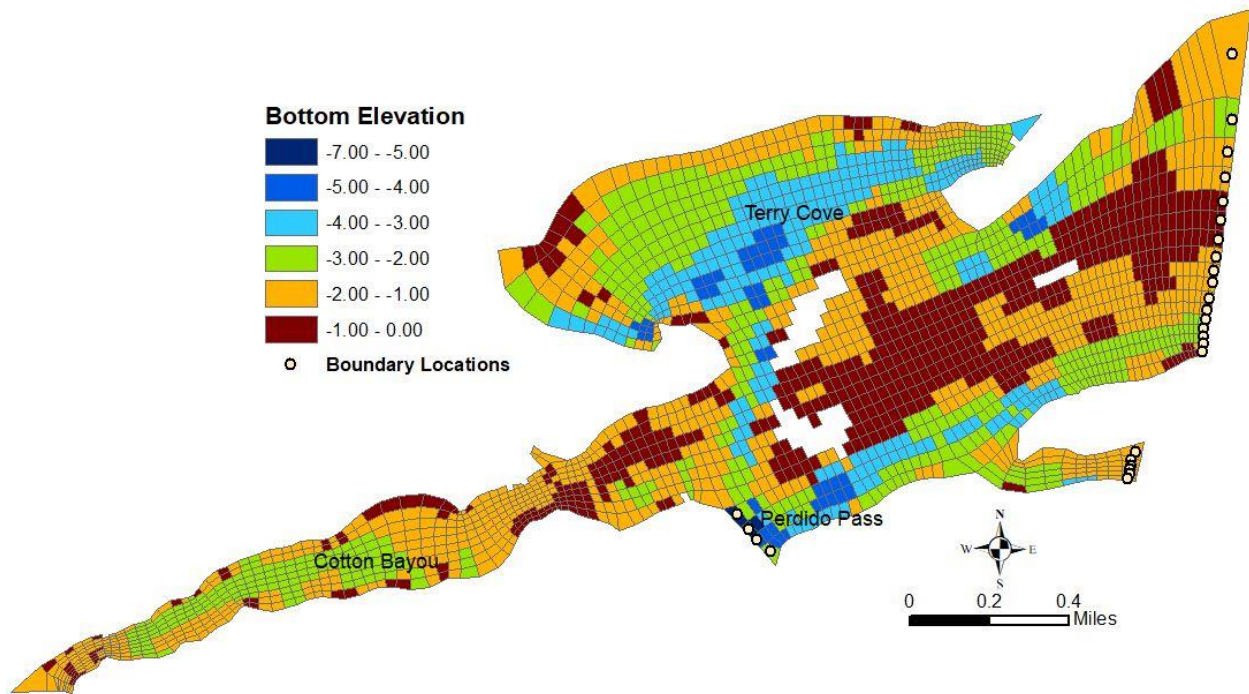 Bottom Elevation
-7.00 - -5.00
-5.00 - -4.00
-4.00 - -3.00
-3.00 - -2.00
-2.00 - -1.00
-1.00 - 0.00
Boundary Locations
Terry Cove
Perdido Pass
Cotton Bayou
N
W E
S
0 0.2 0.4
Miles